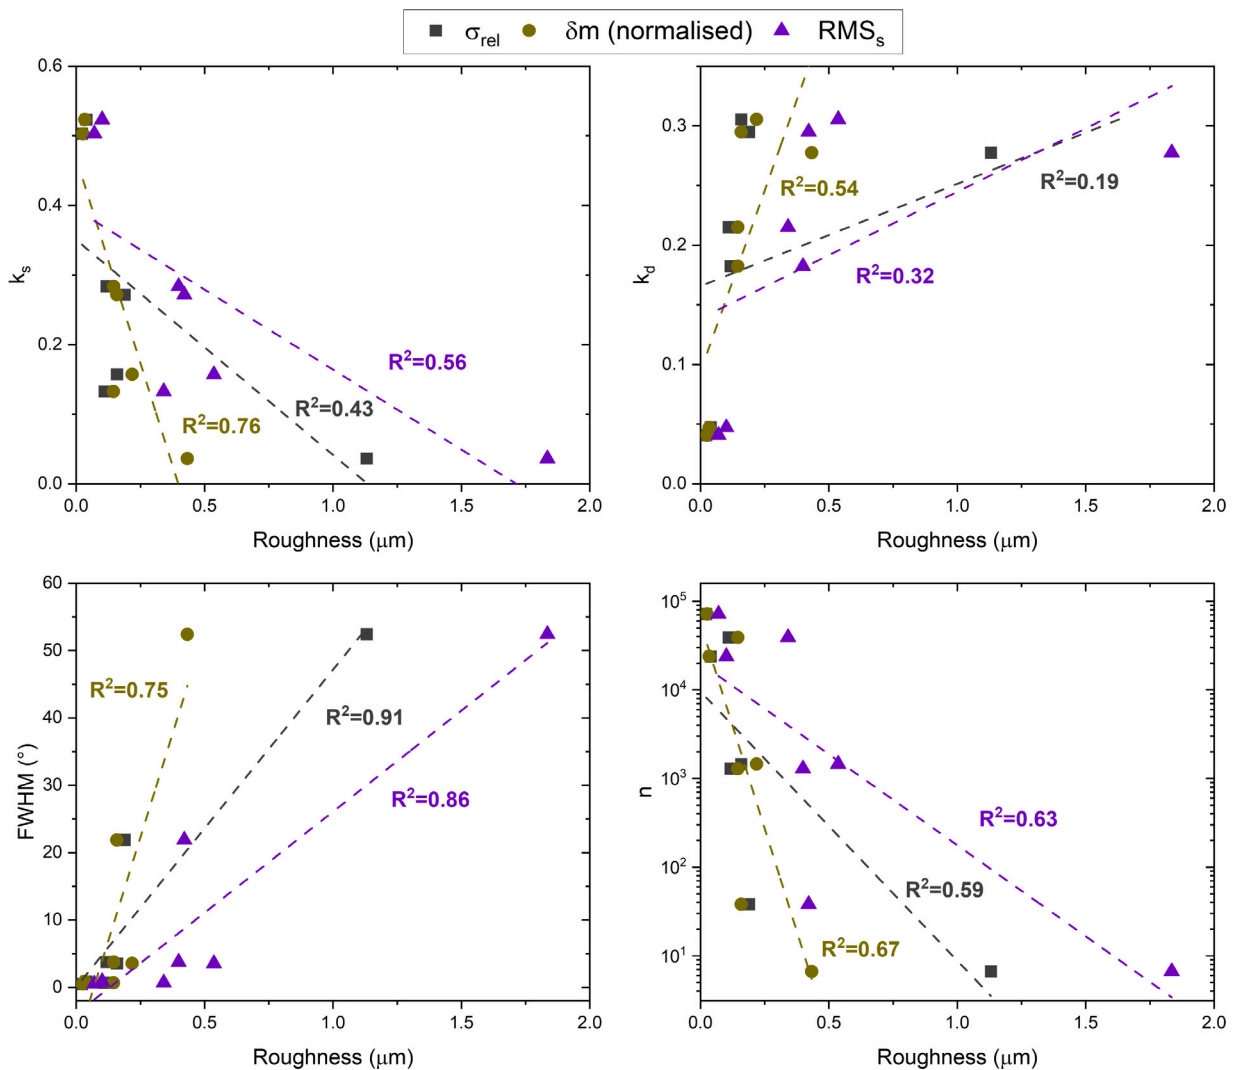 σrel δm (normalised) RMSs
0.6
0.4
0.2
0.0
ks
R²=0.56
R²=0.43
R²=0.76
0.0 0.5 1.0 1.5 2.0
Roughness (μm)
0.3
0.2
0.1
0.0
kd
R²=0.54
R²=0.19
R²=0.32
0.0 0.5 1.0 1.5 2.0
Roughness (μm)
60
50
40
30
20
10
0
FWHM (°)
R²=0.75
R²=0.91
R²=0.86
0.0 0.5 1.0 1.5 2.0
Roughness (μm)
10⁵
10⁴
10³
10²
10¹
n
R²=0.63
R²=0.59
R²=0.67
0.0 0.5 1.0 1.5 2.0
Roughness (μm)